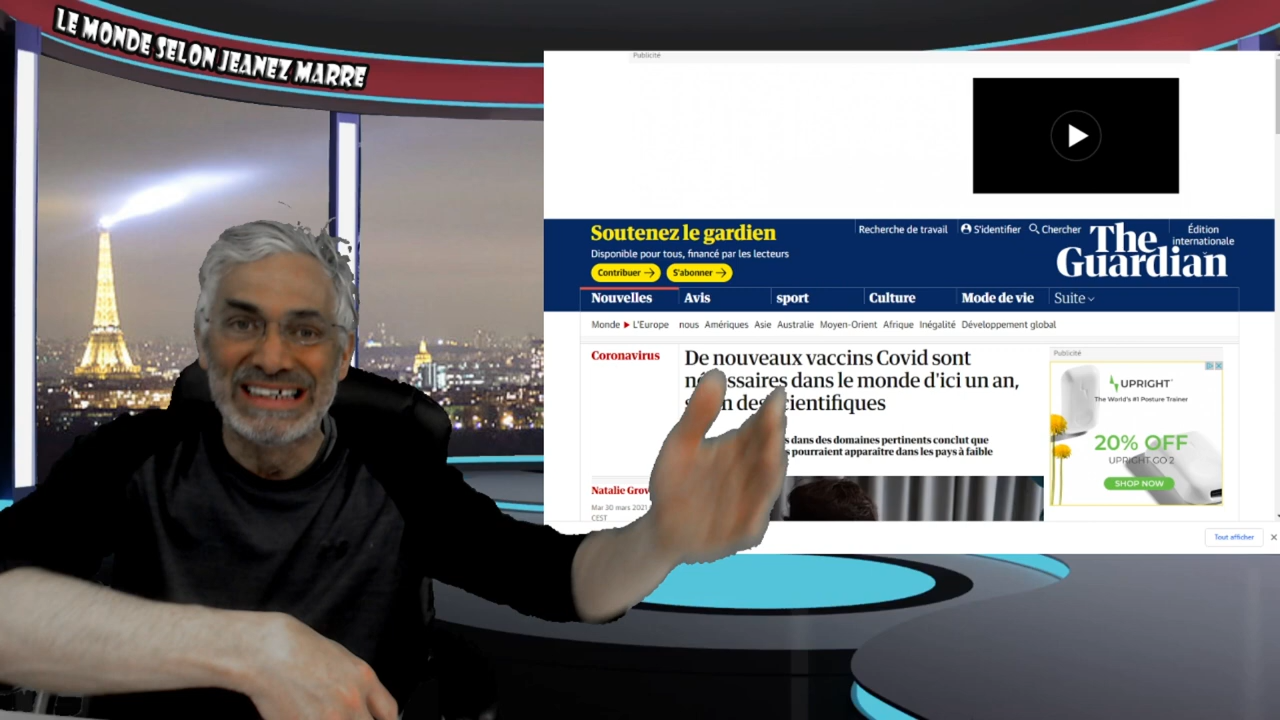 LE MONDE SELON JEANEZ MARRE
Publicité
Soutenez le gardien
Disponible pour tous, financé par les lecteurs
Contribuer →
S'abonner →
Recherche de travail
S'identifier
Chercher
The Guardian
Édition internationale
Nouvelles
Avis
sport
Culture
Mode de vie
Suite
Monde
L'Europe
nous
Amériques
Asie
Australie
Moyen-Orient
Afrique
Inégalité
Développement global
Coronavirus
De nouveaux vaccins Covid sont
dans le monde d'ici un an,
des
dans des domaines pertinents conclut que
pourraient apparaître dans les pays à faible
Natalie
Mar 30 mars 2021
CEST
Publicité
UPRIGHT
The World's #1 Posture Trainer
20% OFF
UPRIGHT GO 2
SHOP NOW
Tout afficher